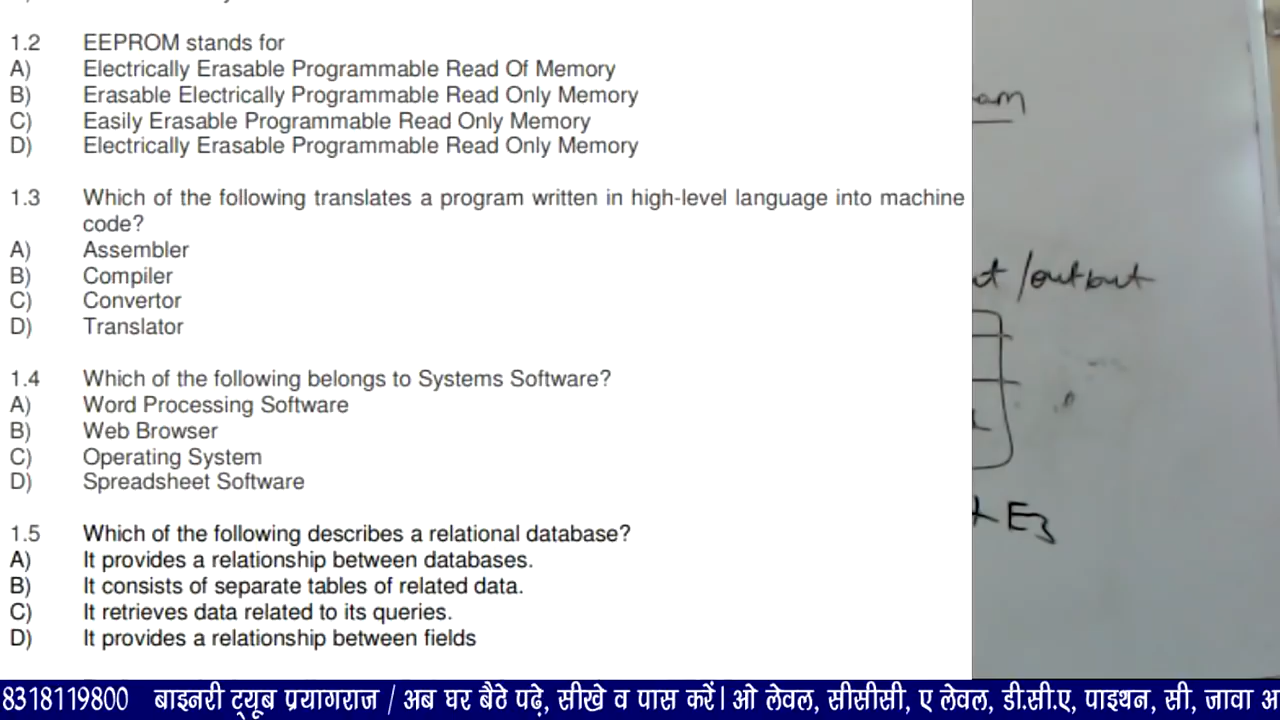 1.2 EEPROM stands for
A) Electrically Erasable Programmable Read Of Memory
B) Erasable Electrically Programmable Read Only Memory
C) Easily Erasable Programmable Read Only Memory
D) Electrically Erasable Programmable Read Only Memory
1.3 Which of the following translates a program written in high-level language into machine
code?
A) Assembler
B) Compiler
C) Convertor
D) Translator
1.4 Which of the following belongs to Systems Software?
A) Word Processing Software
B) Web Browser
C) Operating System
D) Spreadsheet Software
1.5 Which of the following describes a relational database?
A) It provides a relationship between databases.
B) It consists of separate tables of related data.
C) It retrieves data related to its queries.
D) It provides a relationship between fields
am
t /output
+ E3
8318119800 बाइनरी ट्यूब प्रयागराज / अब घर बैठे पढ़े, सीखे व पास करें। ओ लेवल, सीसीसी, ए लेवल, डी.सी.ए, पाइथन, सी, जावा अ